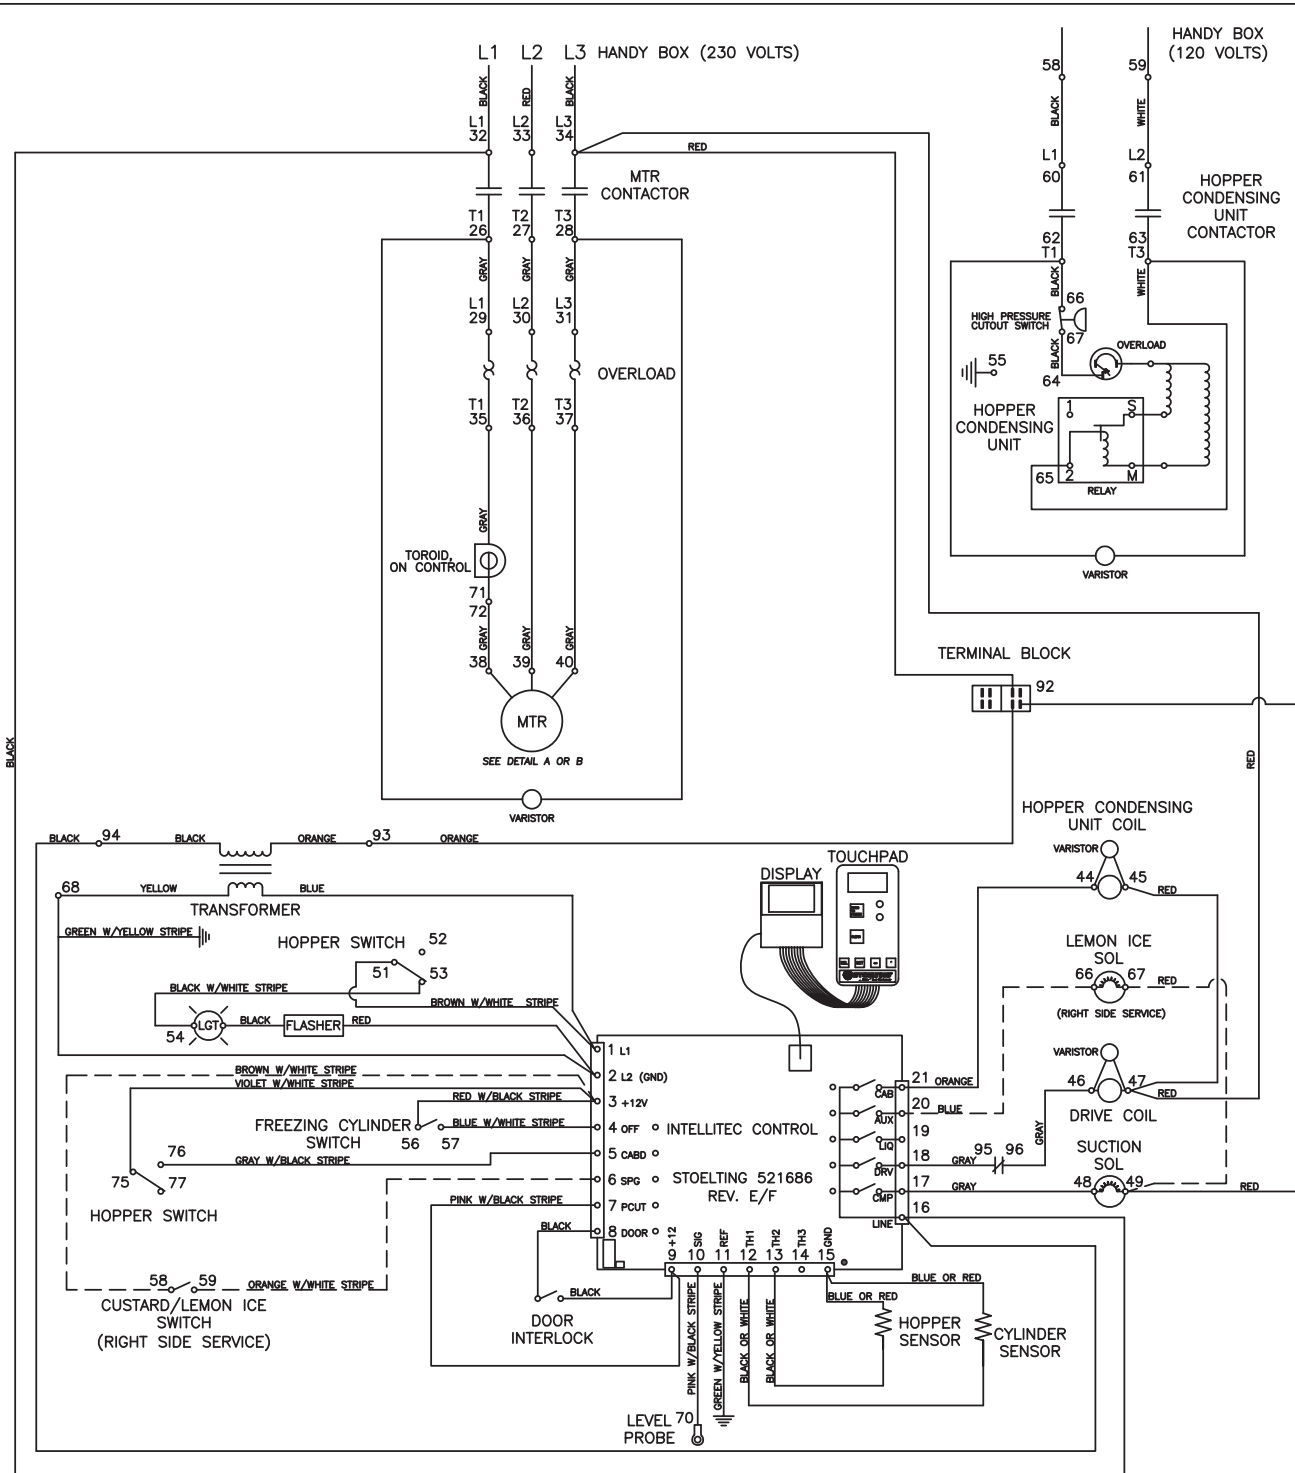 L1 L2 L3 HANDY BOX (230 VOLTS)
HANDY BOX
(120 VOLTS)
BLACK RED BLACK
58 59
BLACK WHITE
L1 L2 L3
32 33 34
RED
L1 L2
60 61
MTR
CONTACTOR
HOPPER
CONDENSING
UNIT
CONTACTOR
T1 T2 T3
26 27 28
62 63
T1 T3
GRAY GRAY GRAY
BLACK WHITE
66
HIGH PRESSURE
CUTOUT SWITCH
67
L1 L2 L3
29 30 31
BLACK
OVERLOAD
55
64
OVERLOAD
T1 T2 T3
35 36 37
HOPPER
CONDENSING
UNIT
1 S
65 2 M
RELAY
GRAY
TOROID,
ON CONTROL
VARISTOR
71
72
GRAY GRAY GRAY
38 39 40
TERMINAL BLOCK
92
MTR
SEE DETAIL A OR B
BLACK
RED
VARISTOR
HOPPER CONDENSING
UNIT COIL
BLACK 94 BLACK ORANGE 93 ORANGE
VARISTOR
TOUCHPAD
DISPLAY
44 45
RED
68 YELLOW BLUE
TRANSFORMER
GREEN W/YELLOW STRIPE
HOPPER SWITCH 52
51 53
LEMON ICE
SOL
66 67 RED
(RIGHT SIDE SERVICE)
BLACK W/WHITE STRIPE
BROWN W/WHITE STRIPE
54 LGT BLACK FLASHER RED
VARISTOR
1 L1
2 L2 (GND)
3 +12V
4 OFF
5 CABD
6 SPG
7 PCUT
8 DOOR
BROWN W/WHITE STRIPE
VIOLET W/WHITE STRIPE
RED W/BLACK STRIPE
FREEZING CYLINDER
SWITCH
56 57
BLUE W/WHITE STRIPE
INTELLITEC CONTROL
STOELTING 521686
REV. E/F
CAB 21 ORANGE
AUX 20 BLUE
LIQ 19
DRV 18 GRAY 95 96
CMP 17 GRAY
LINE 16
46 47
RED
DRIVE COIL
GRAY
SUCTION
SOL
48 49
RED
76
GRAY W/BLACK STRIPE
75 77
HOPPER SWITCH
PINK W/BLACK STRIPE
BLACK
+12 SIG REF TH1 TH2 TH3 GND
9 10 11 12 13 14 15
58 59 ORANGE W/WHITE STRIPE
CUSTARD/LEMON ICE
SWITCH
(RIGHT SIDE SERVICE)
BLACK
DOOR
INTERLOCK
BLUE OR RED
BLUE OR RED
HOPPER
SENSOR
CYLINDER
SENSOR
PINK W/BLACK STRIPE
GREEN W/YELLOW STRIPE
BLACK OR WHITE
BLACK OR WHITE
LEVEL
PROBE
70